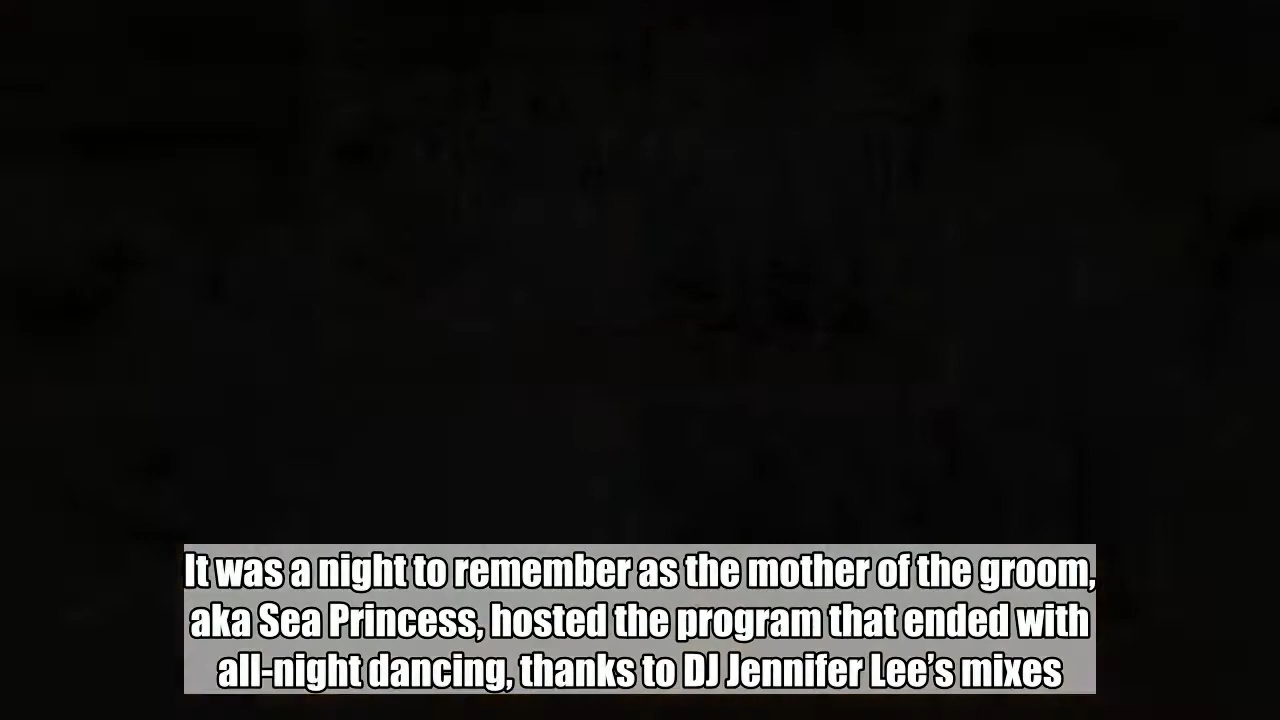 It was a night to remember as the mother of the groom,
aka Sea Princess, hosted the program that ended with
all-night dancing, thanks to DJ Jennifer Lee’s mixes